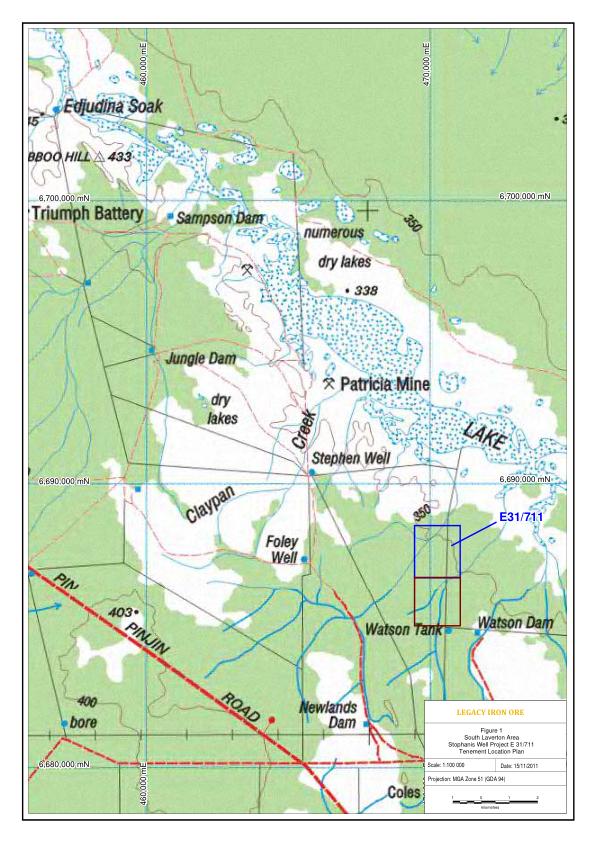 460,000 mE
470,000 mE
Edjudina Soak
BBOO HILL 433
6,700,000 mN
6,700,000 mN
Triumph Battery
Sampson Dam
350
numerous
dry lakes
338
Jungle Dam
Patricia Mine
dry
lakes
Creek
LAKE
Stephen Well
6,690,000 mN
6,690,000 mN
Claypan
350
E31/711
Foley
Well
PIN
403
PINJIN
Watson Tank
Watson Dam
ROAD
400
bore
Newlands
Dam
6,680,000 mN
460,000 mE
Coles
LEGACY IRON ORE
Figure 1
South Laverton Area
Stophanis Well Project E 31/711
Tenement Location Plan
Scale: 1:100 000
Date: 15/11/2011
Projection: MGA Zone 51 (GDA 94)
1 0 1 2
kilometres